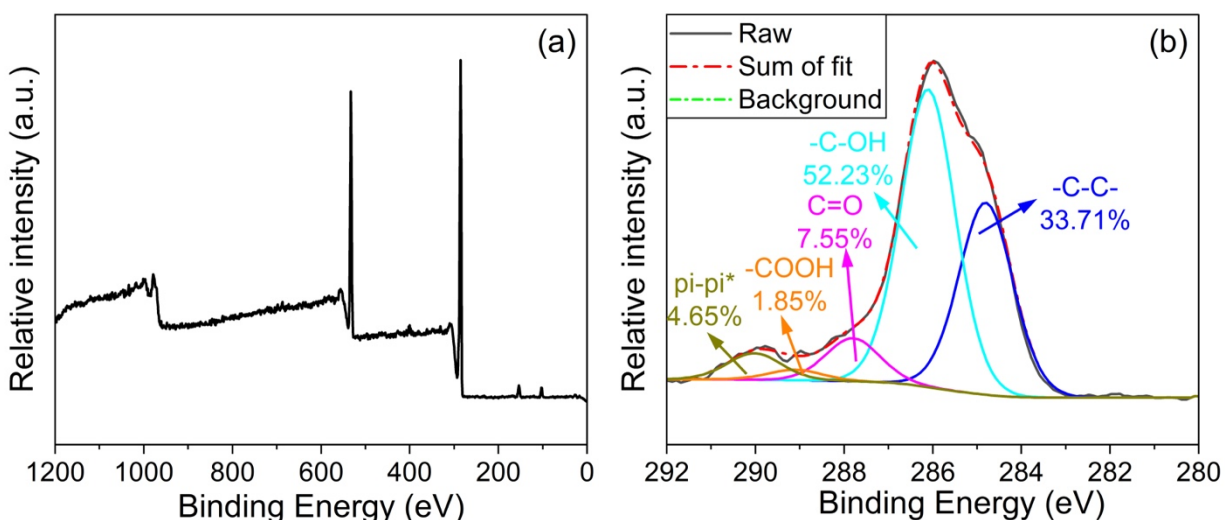 (a)
Relative intensity (a.u.)
1200 1000 800 600 400 200 0
Binding Energy (eV)
(b)
Raw
Sum of fit
Background
Relative intensity (a.u.)
-C-OH
52.23%
C=O
7.55%
-C-C-
33.71%
-COOH
1.85%
pi-pi*
4.65%
292 290 288 286 284 282 280
Binding Energy (eV)